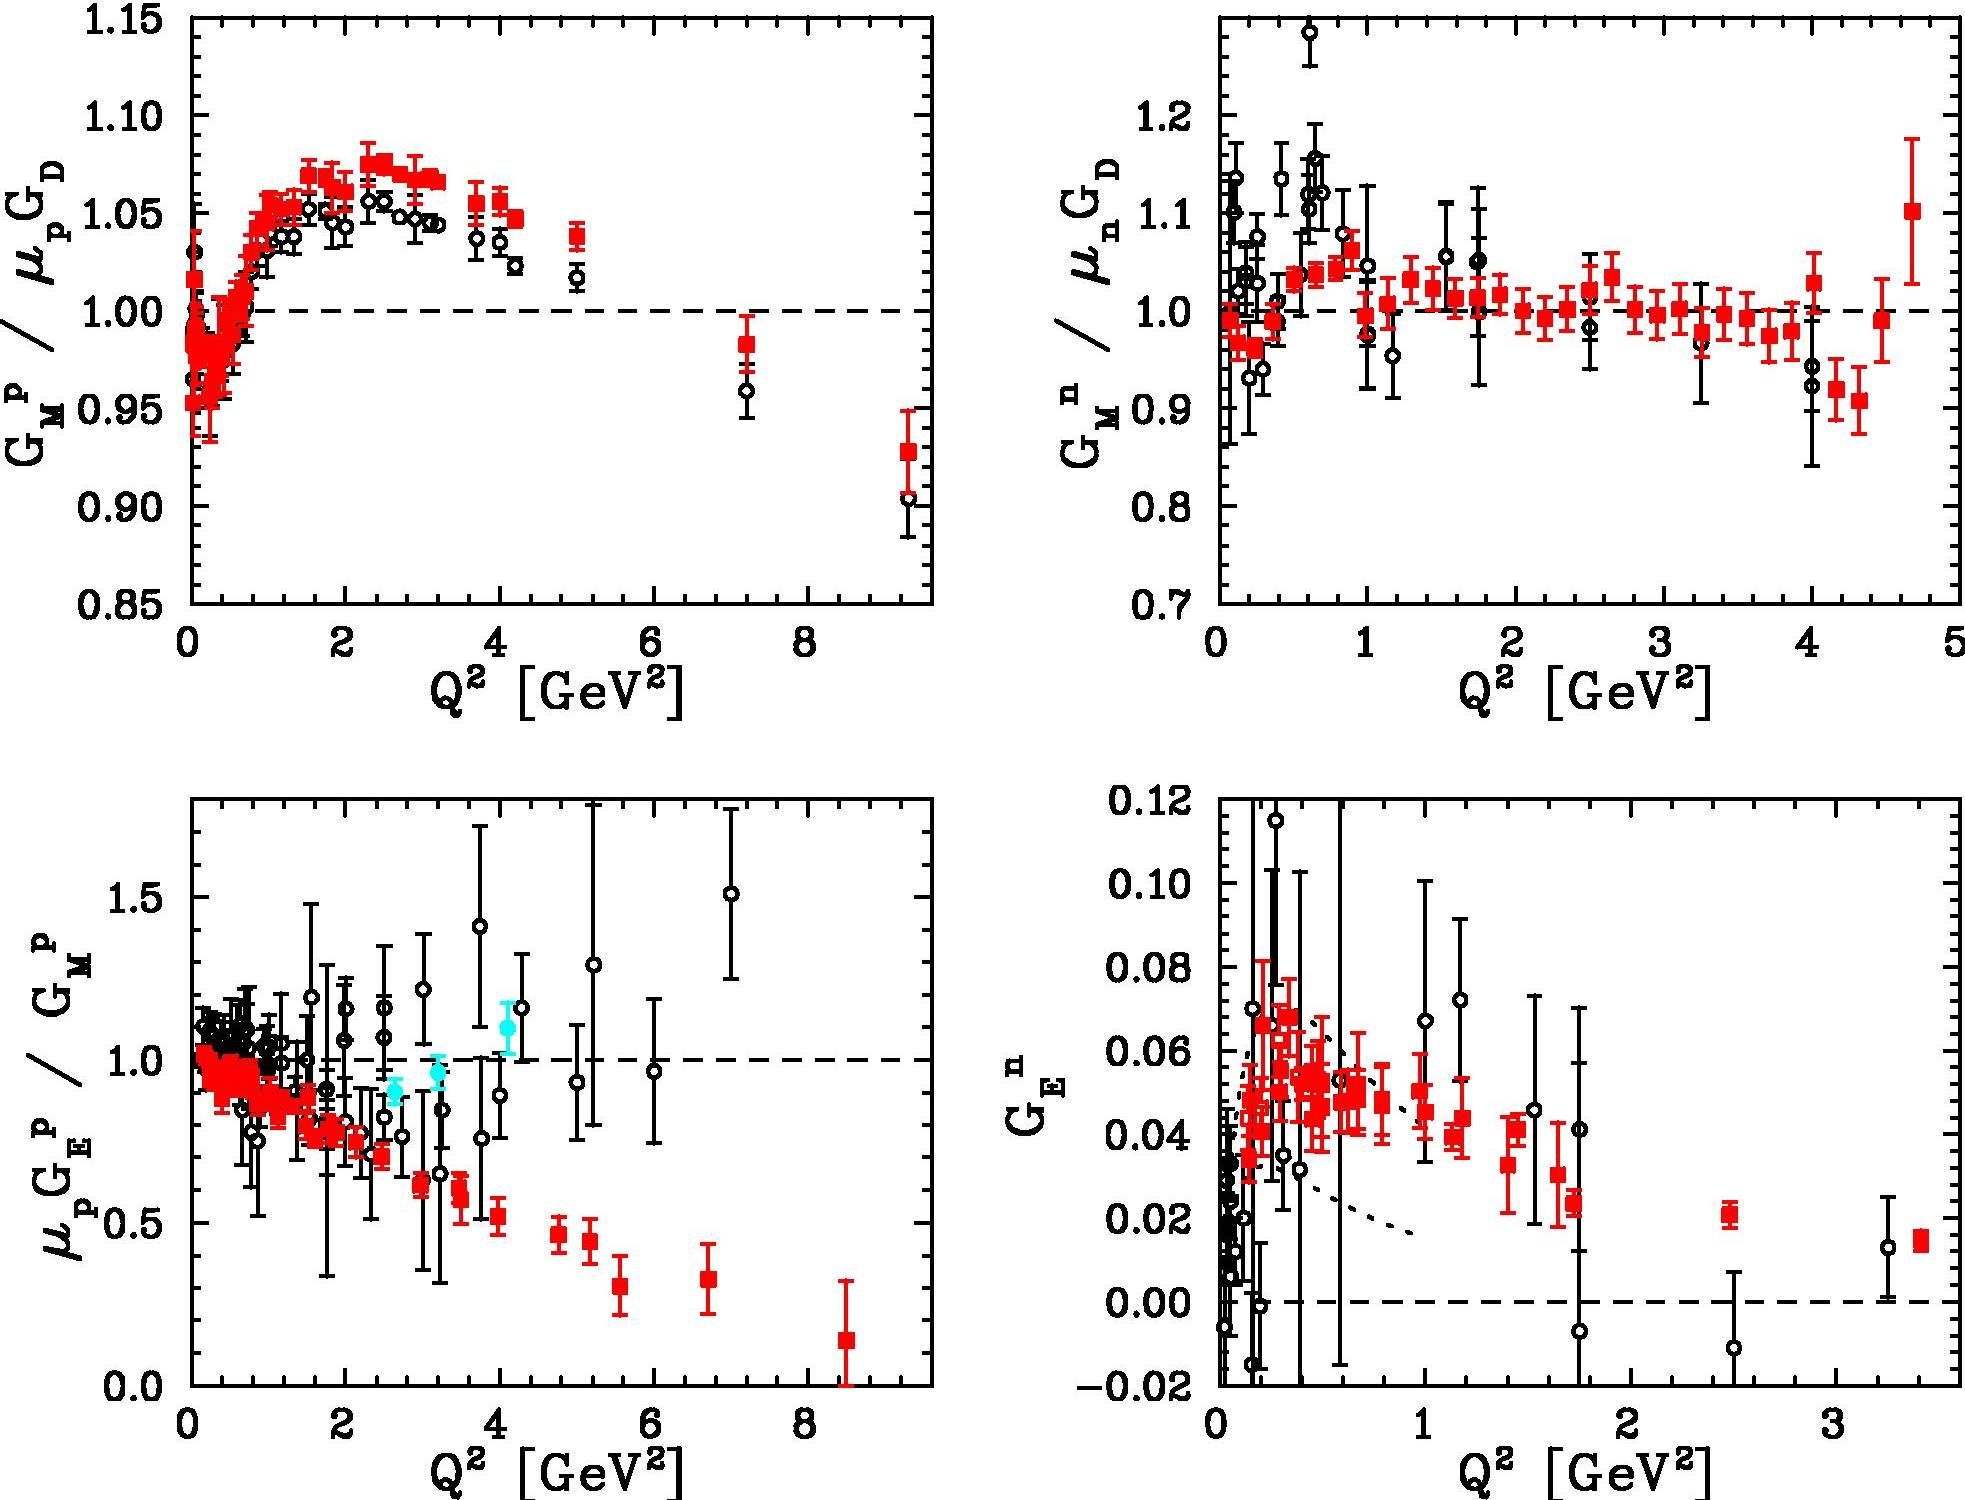 1.15
1.10
1.05
1.00
0.95
0.90
0.85
0 2 4 6 8
Q² [GeV²]
G_M^p / μ_p G_D
1.2
1.1
1.0
0.9
0.8
0.7
0 1 2 3 4 5
Q² [GeV²]
G_M^n / μ_n G_D
1.5
1.0
0.5
0.0
0 2 4 6 8
Q² [GeV²]
μ_p G_E^p / G_M^p
0.12
0.10
0.08
0.06
0.04
0.02
0.00
−0.02
0 1 2 3
Q² [GeV²]
G_E^n